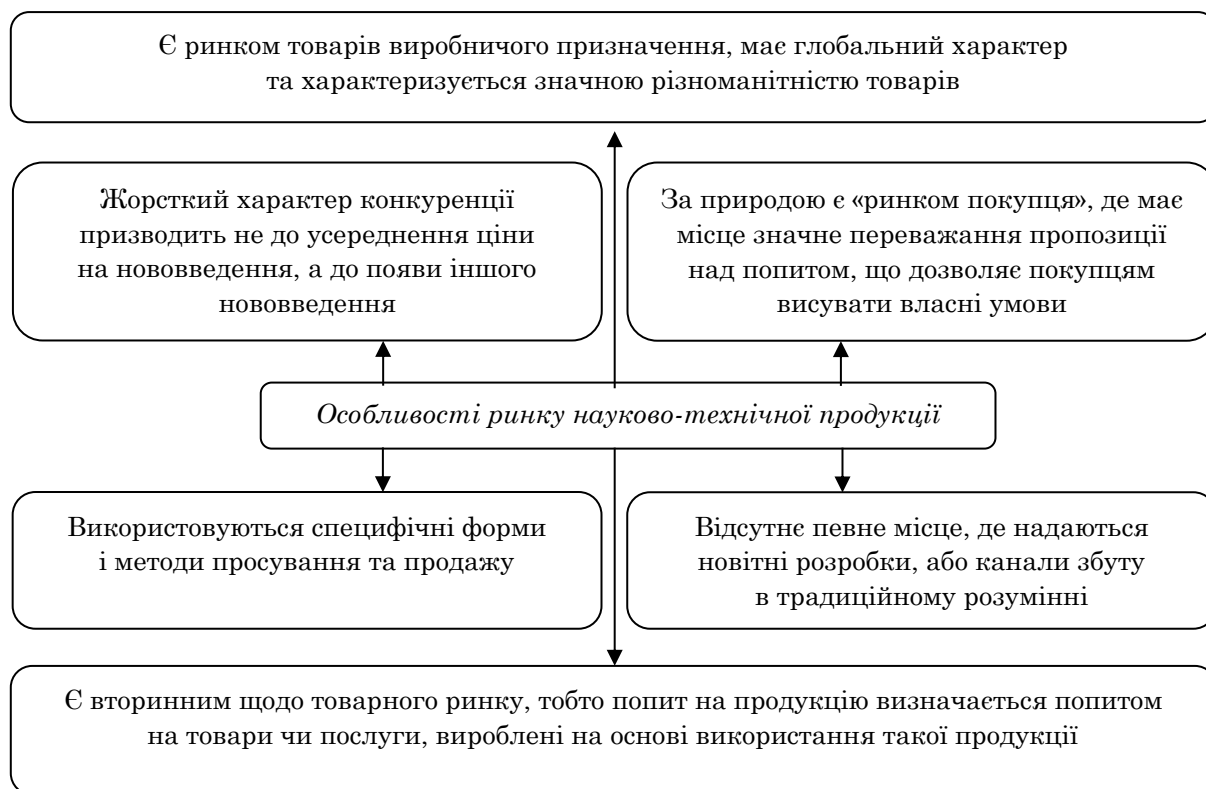 Є ринком товарів виробничого призначення, має глобальний характер
та характеризується значною різноманітністю товарів
Жорсткий характер конкуренції
призводить не до усереднення ціни
на нововведення, а до появи іншого
нововведення
За природою є «ринком покупця», де має
місце значне переважання пропозиції
над попитом, що дозволяє покупцям
висувати власні умови
Особливості ринку науково-технічної продукції
Використовуються специфічні форми
і методи просування та продажу
Відсутнє певне місце, де надаються
новітні розробки, або канали збуту
в традиційному розумінні
Є вторинним щодо товарного ринку, тобто попит на продукцію визначається попитом
на товари чи послуги, вироблені на основі використання такої продукції